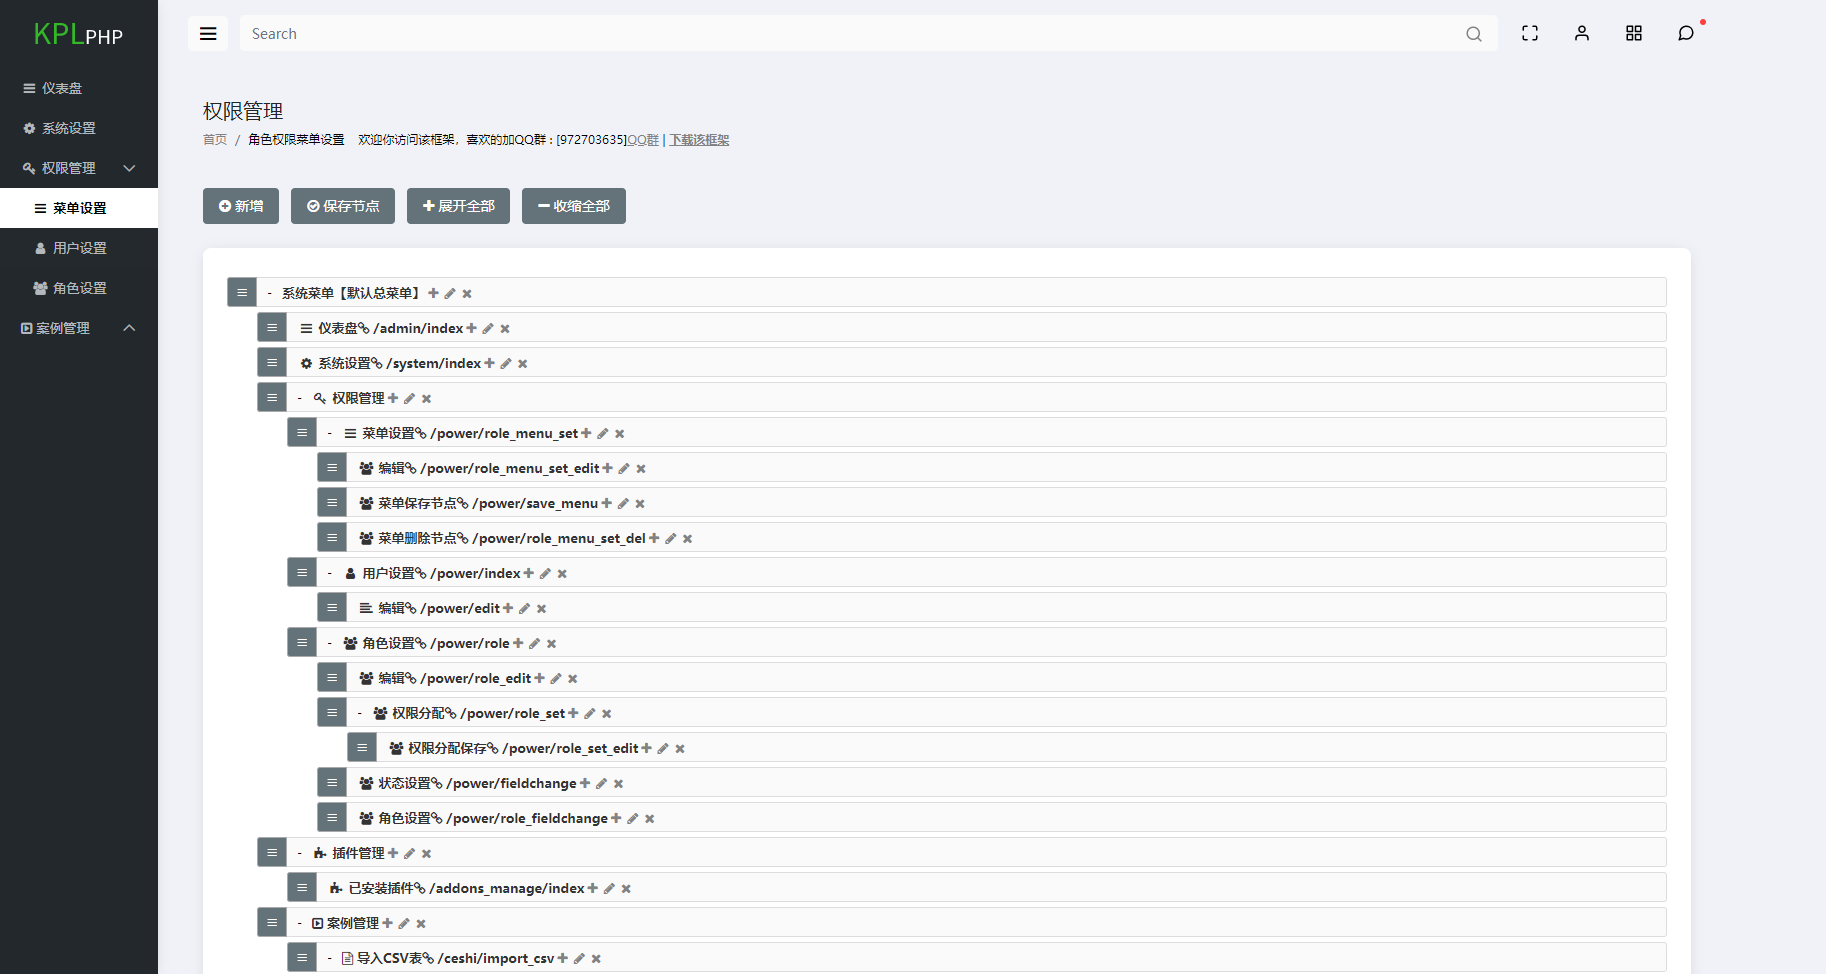 KPLPHP
Search
仪表盘
系统设置
权限管理
菜单设置
用户设置
角色设置
案例管理
权限管理
首页 / 角色权限菜单设置 欢迎你访问该框架，喜欢的加QQ群 : [972703635]QQ群 | 下载该框架
新增 保存节点 展开全部 收缩全部
- 系统菜单【默认总菜单】
仪表盘 /admin/index
系统设置 /system/index
- 权限管理
- 菜单设置 /power/role_menu_set
编辑 /power/role_menu_set_edit
菜单保存节点 /power/save_menu
菜单删除节点 /power/role_menu_set_del
- 用户设置 /power/index
编辑 /power/edit
- 角色设置 /power/role
编辑 /power/role_edit
- 权限分配 /power/role_set
权限分配保存 /power/role_set_edit
状态设置 /power/fieldchange
角色设置 /power/role_fieldchange
- 插件管理
已安装插件 /addons_manage/index
- 案例管理
- 导入CSV表 /ceshi/import_csv